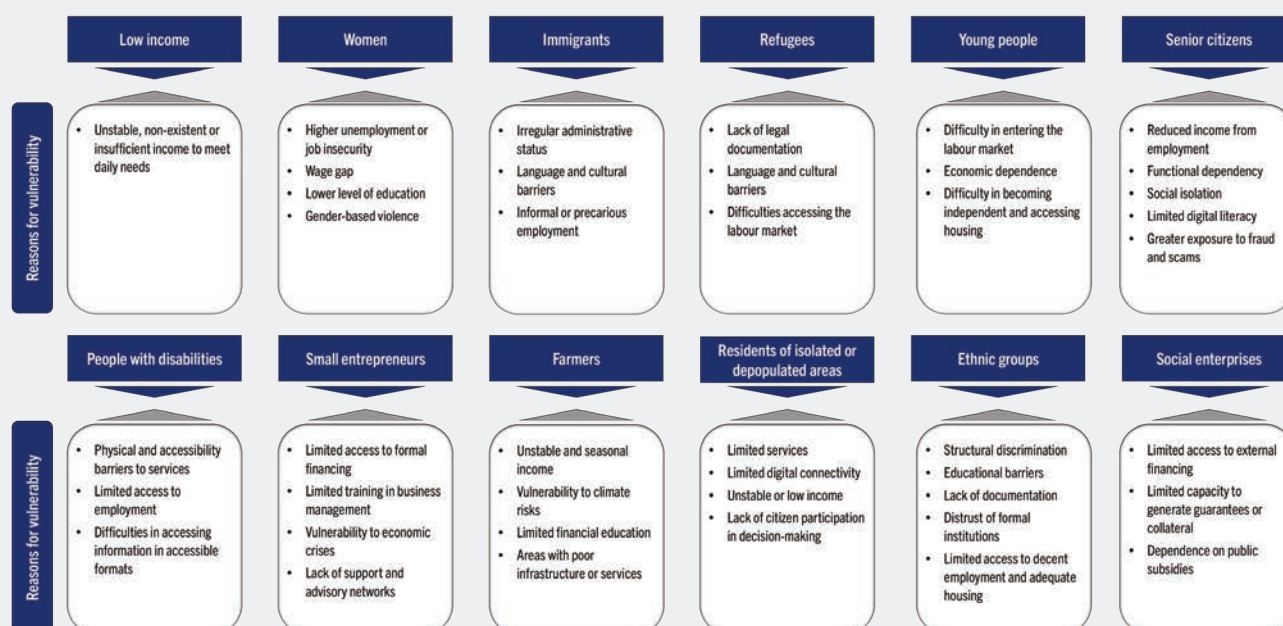 Low income
Women
Immigrants
Refugees
Young people
Senior citizens
Reasons for vulnerability
• Unstable, non-existent or
insufficient income to meet
daily needs
• Higher unemployment or
job insecurity
• Wage gap
• Lower level of education
• Gender-based violence
• Irregular administrative
status
• Language and cultural
barriers
• Informal or precarious
employment
• Lack of legal
documentation
• Language and cultural
barriers
• Difficulties accessing the
labour market
• Difficulty in entering the
labour market
• Economic dependence
• Difficulty in becoming
independent and accessing
housing
• Reduced income from
employment
• Functional dependency
• Social isolation
• Limited digital literacy
• Greater exposure to fraud
and scams
People with disabilities
Small entrepreneurs
Farmers
Residents of isolated or
depopulated areas
Ethnic groups
Social enterprises
Reasons for vulnerability
• Physical and accessibility
barriers to services
• Limited access to
employment
• Difficulties in accessing
information in accessible
formats
• Limited access to formal
financing
• Limited training in business
management
• Vulnerability to economic
crises
• Lack of support and
advisory networks
• Unstable and seasonal
income
• Vulnerability to climate
risks
• Limited financial education
• Areas with poor
infrastructure or services
• Limited services
• Limited digital connectivity
• Unstable or low income
• Lack of citizen participation
in decision-making
• Structural discrimination
• Educational barriers
• Lack of documentation
• Distrust of formal
institutions
• Limited access to decent
employment and adequate
housing
• Limited access to external
financing
• Limited capacity to
generate guarantees or
collateral
• Dependence on public
subsidies